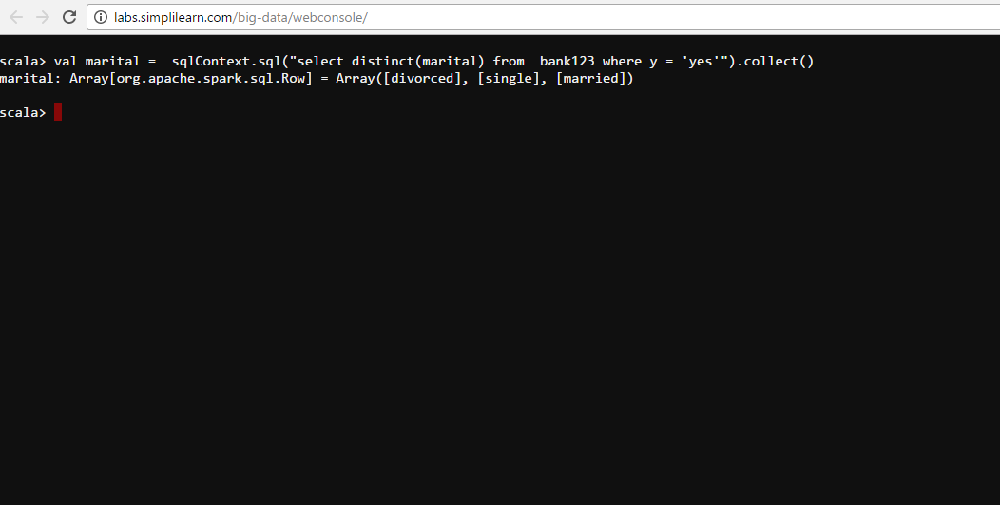 labs.simplilearn.com/big-data/webconsole/
scala> val marital =  sqlContext.sql("select distinct(marital) from  bank123 where y = 'yes'").collect()
marital: Array[org.apache.spark.sql.Row] = Array([divorced], [single], [married])
scala>